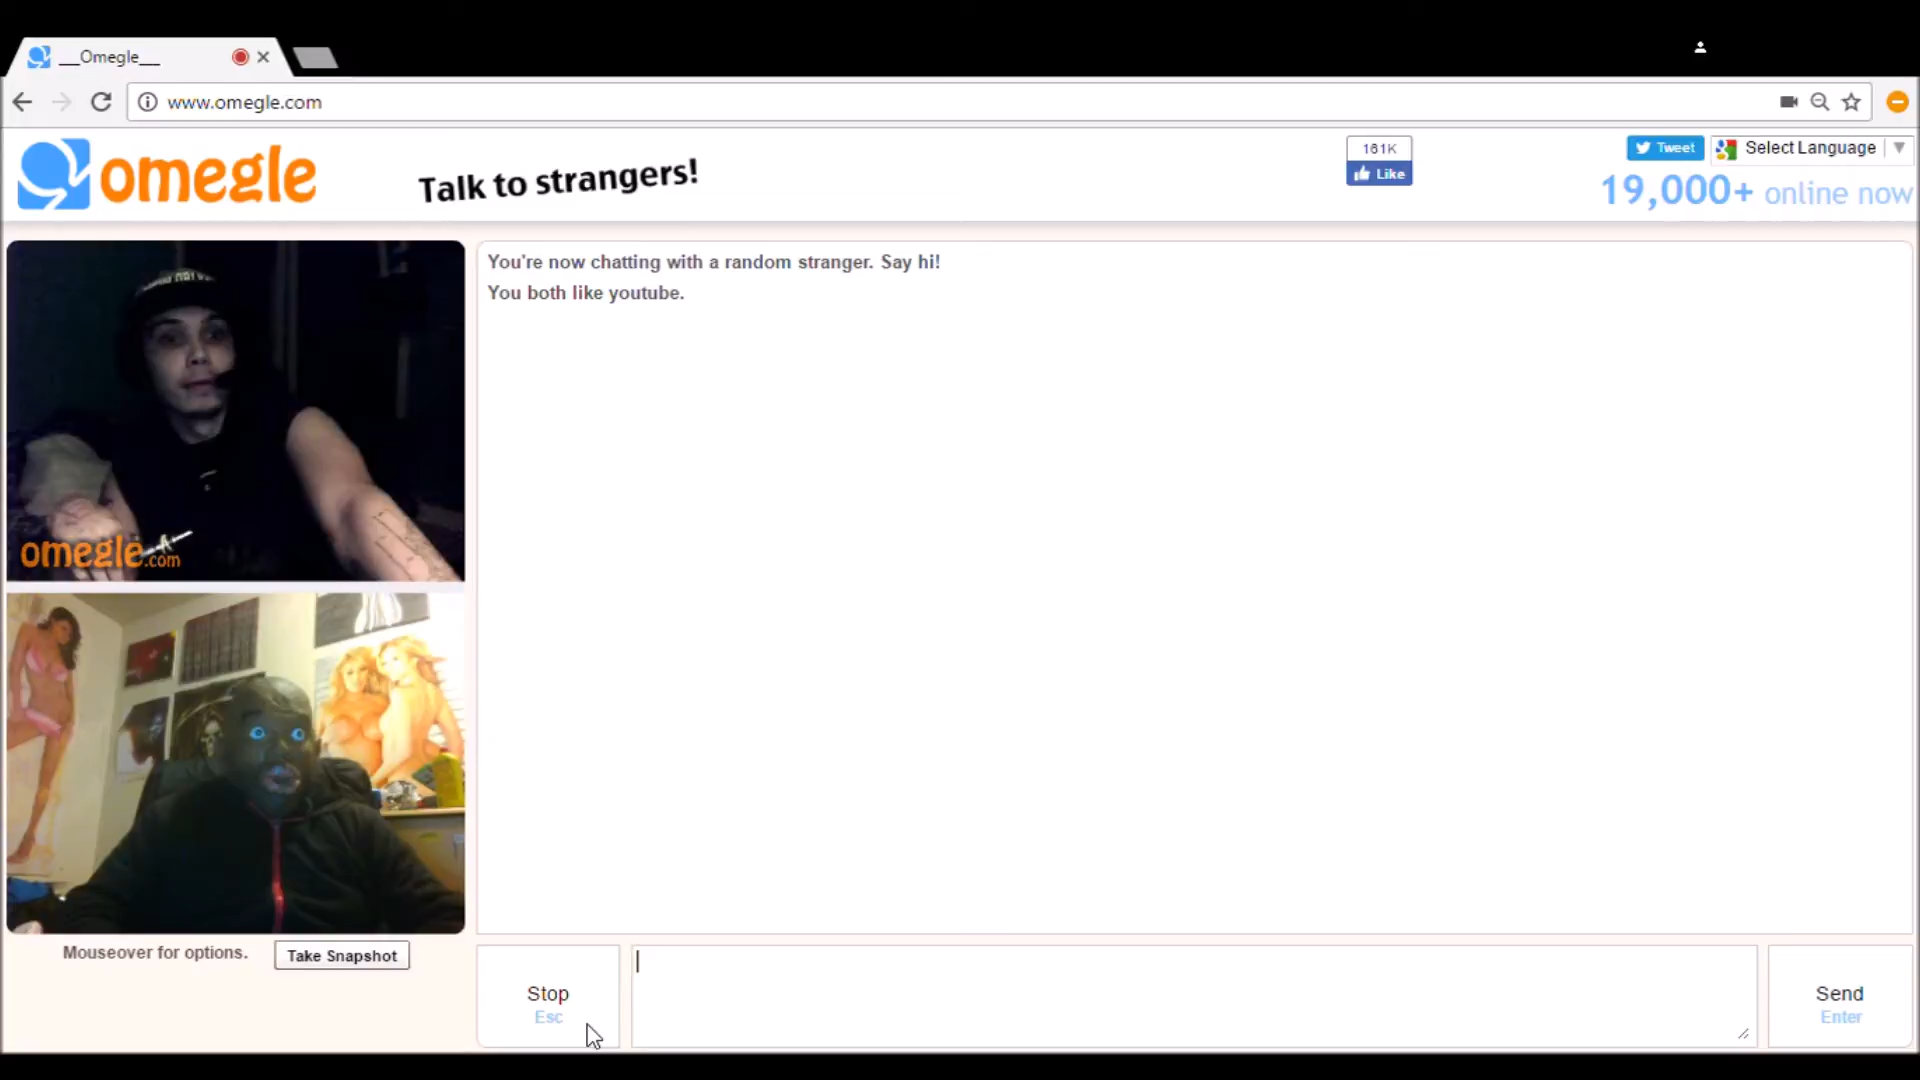 __Omegle__
www.omegle.com
omegle
Talk to strangers!
161K
Like
Tweet
Select Language
19,000+ online now
You're now chatting with a random stranger. Say hi!
You both like youtube.
omegle.com
Mouseover for options.
Take Snapshot
Stop
Esc
Send
Enter